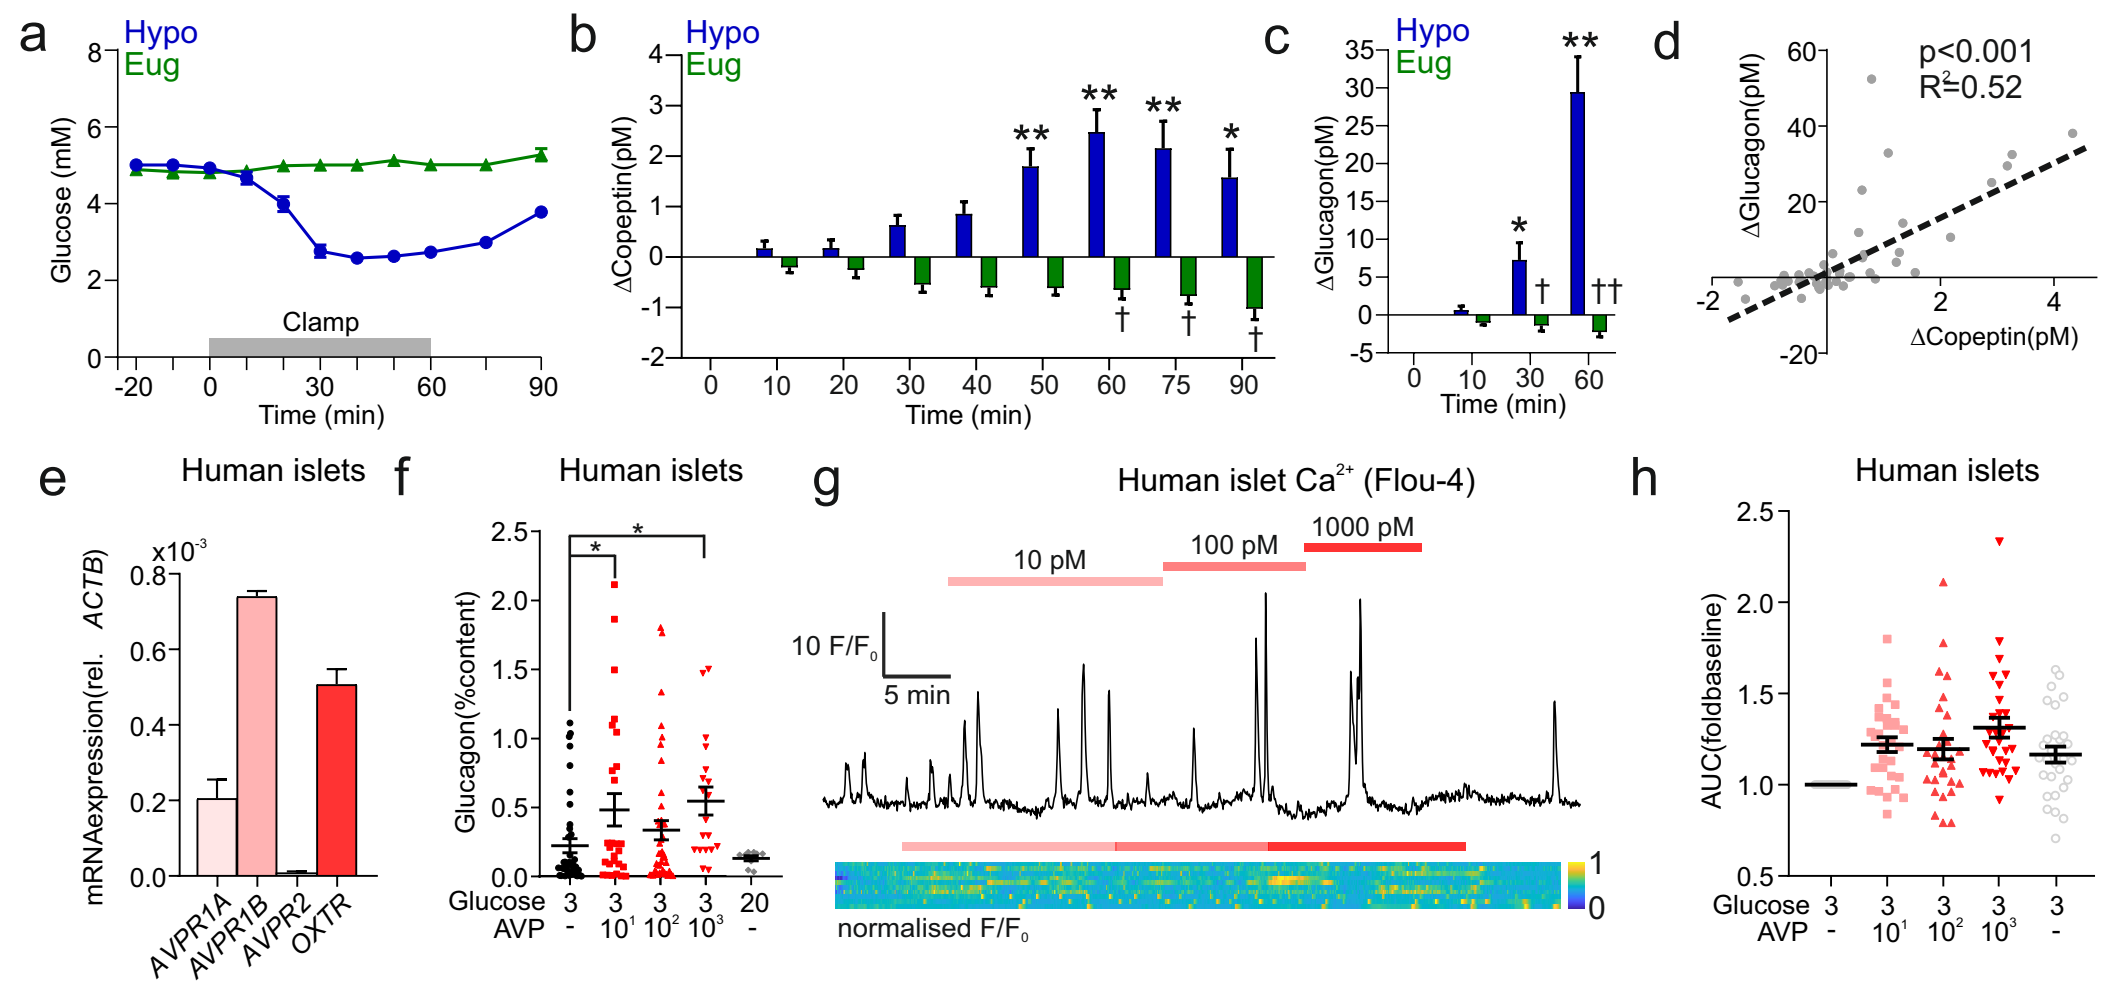 a
Hypo
Eug
Glucose (mM)
8
6
4
2
0
Clamp
-20 0 30 60 90
Time (min)
b
Hypo
Eug
ΔCopeptin(pM)
4
3
2
1
0
-1
-2
** ** ** *
† † †
0 10 20 30 40 50 60 75 90
Time (min)
c
Hypo
Eug
ΔGlucagon(pM)
35
30
25
20
15
10
5
0
-5
* **
† ††
0 10 30 60
Time (min)
d
p<0.001
R²=0.52
ΔGlucagon(pM)
60
40
20
-20
-2 2 4
ΔCopeptin(pM)
e
Human islets
mRNAexpression(rel. ACTB)
x10⁻³
0.8
0.6
0.4
0.2
0.0
AVPR1A
AVPR1B
AVPR2
OXTR
f
Human islets
Glucagon(%content)
2.5
2.0
1.5
1.0
0.5
0.0
*
*
Glucose 3 3 3 3 20
AVP - 10¹ 10² 10³ -
g
Human islet Ca²⁺ (Flou-4)
10 pM
100 pM
1000 pM
10 F/F₀
5 min
1
0
normalised F/F₀
h
Human islets
AUC(foldbaseline)
2.5
2.0
1.5
1.0
0.5
Glucose 3 3 3 3 3
AVP - 10¹ 10² 10³ -